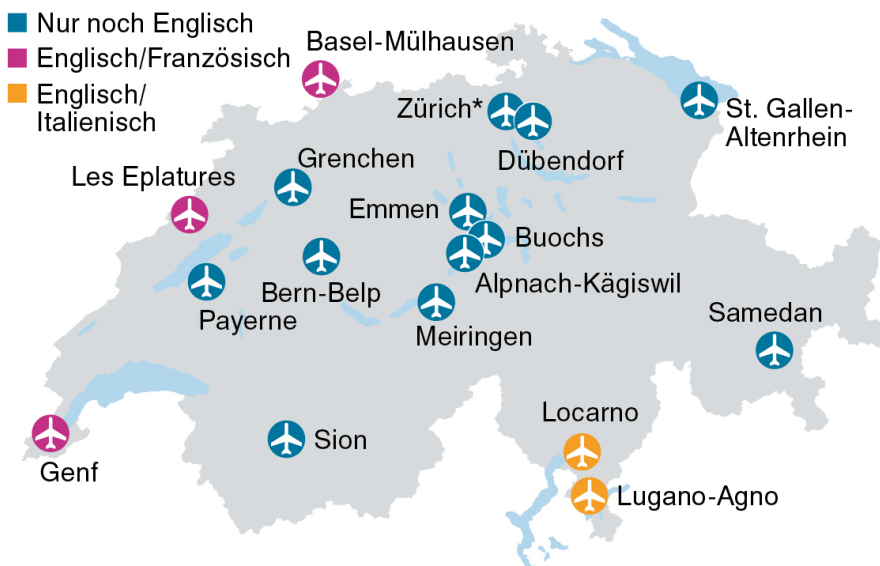 Nur noch Englisch
Englisch/Französisch
Englisch/
Italienisch
Basel-Mülhausen
Zürich*
Dübendorf
St. Gallen-
Altenrhein
Grenchen
Les Eplatures
Emmen
Buochs
Alpnach-Kägiswil
Bern-Belp
Payerne
Meiringen
Samedan
Locarno
Sion
Genf
Lugano-Agno